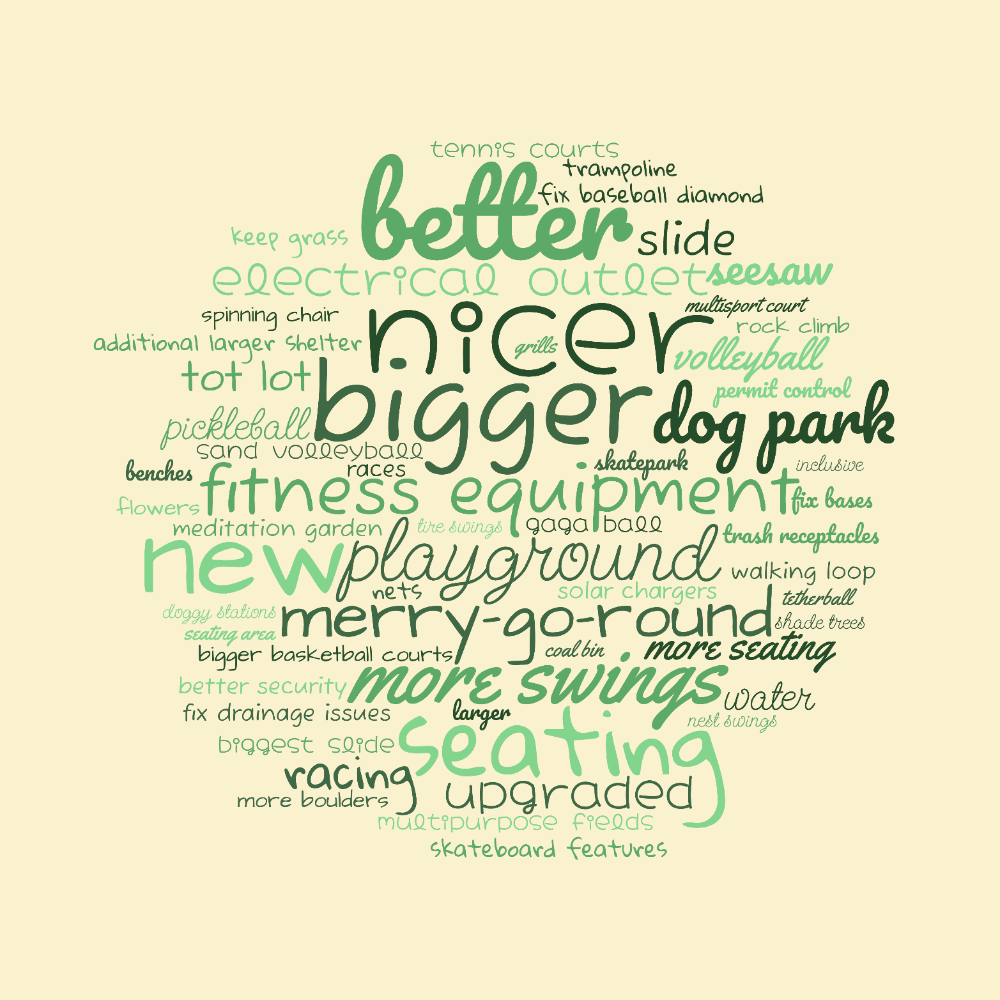 tennis courts
trampoline
better
fix baseball diamond
keep grass
slide
electrical outlet
seesaw
spinning chair
nicer
multisport court
rock climb
additional larger shelter
grills
volleyball
tot lot
bigger
permit control
dog park
pickleball
sand volleyball
benches
races
skatepark
inclusive
flowers
fitness equipment
fix bases
meditation garden
tire swings
gaga ball
trash receptacles
new
playground
walking loop
nets
solar chargers
tetherball
doggy stations
merry-go-round
shade trees
seating area
bigger basketball courts
coal bin
more seating
better security
more swings
water
fix drainage issues
larger
nest swings
biggest slide
seating
racing
upgraded
more boulders
multipurpose fields
skateboard features